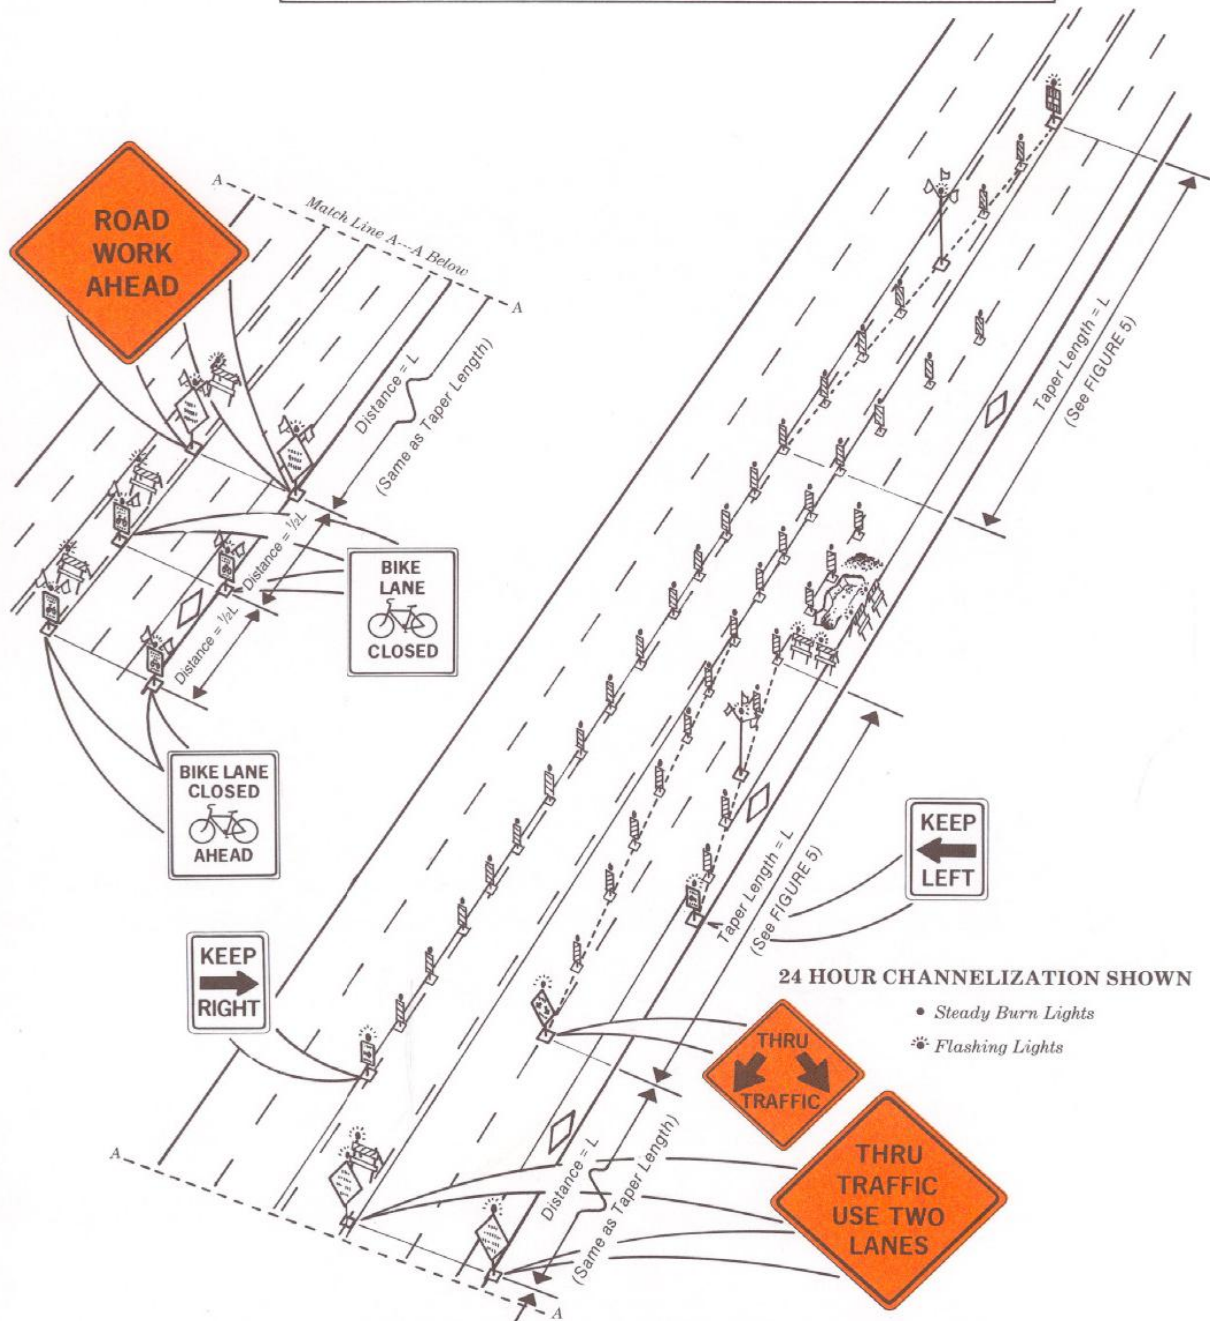 ROAD
WORK
AHEAD
A
Match Line A---A Below
A
Distance = L
(Same as Taper Length)
Distance = ½L
Distance = ½L
BIKE
LANE
CLOSED
BIKE LANE
CLOSED
AHEAD
Taper Length = L
(See FIGURE 5)
Taper Length = L
(See FIGURE 5)
KEEP
LEFT
KEEP
RIGHT
24 HOUR CHANNELIZATION SHOWN
• Steady Burn Lights
Flashing Lights
THRU
TRAFFIC
THRU
TRAFFIC
USE TWO
LANES
Distance = L
(Same as Taper Length)
A
A